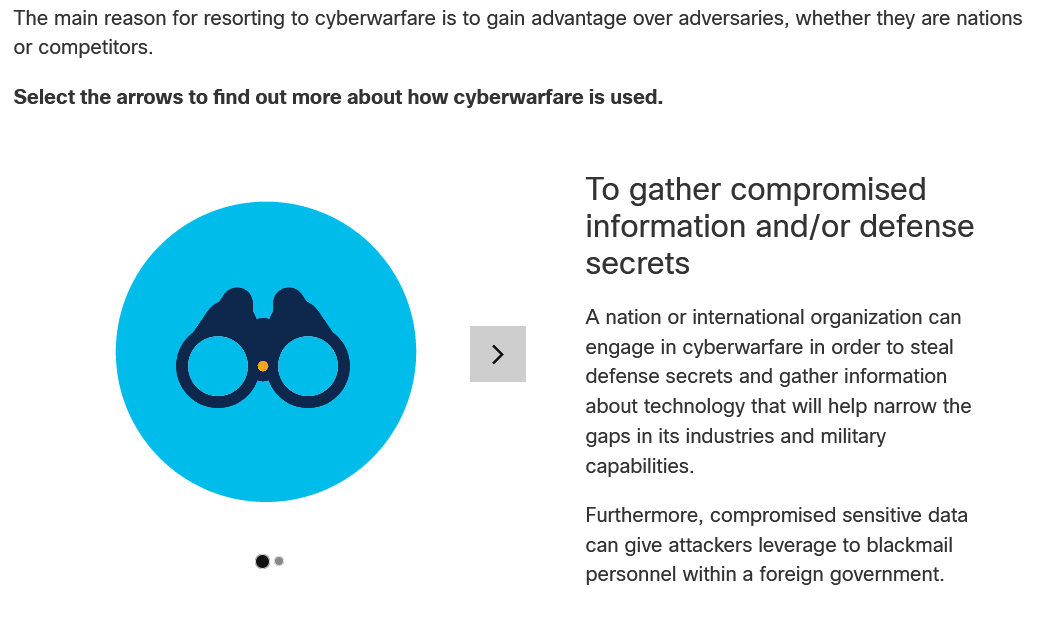 The main reason for resorting to cyberwarfare is to gain advantage over adversaries, whether they are nations
or competitors.
Select the arrows to find out more about how cyberwarfare is used.
To gather compromised
information and/or defense
secrets
A nation or international organization can
engage in cyberwarfare in order to steal
defense secrets and gather information
about technology that will help narrow the
gaps in its industries and military
capabilities.
Furthermore, compromised sensitive data
can give attackers leverage to blackmail
personnel within a foreign government.